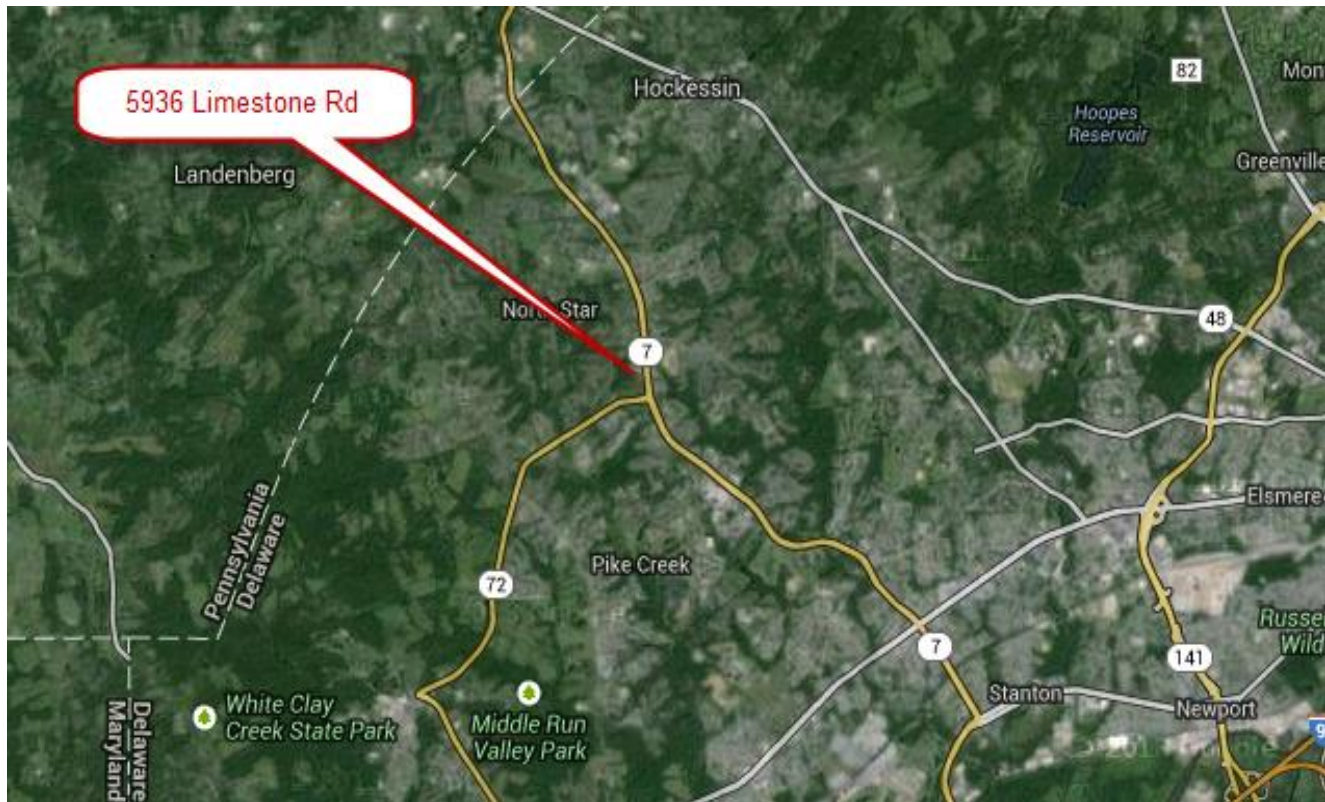 Hockessin
82
Mon
5936 Limestone Rd
Hoopes
Reservoir
Greenville
Landenberg
North Star
48
7
Elsmere
Pennsylvania
Delaware
Pike Creek
72
Russe
Wild
7
141
White Clay
Creek State Park
Middle Run
Valley Park
Stanton
Newport
Delaware
Maryland
9